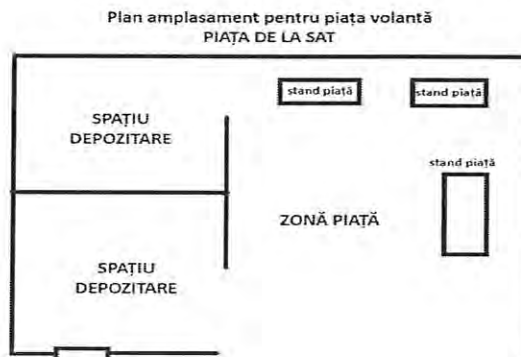 Plan amplasament pentru piața volantă
PIAȚA DE LA SAT
stand piață
stand piață
SPAȚIU
DEPOZITARE
stand piață
ZONĂ PIAȚĂ
SPAȚIU
DEPOZITARE